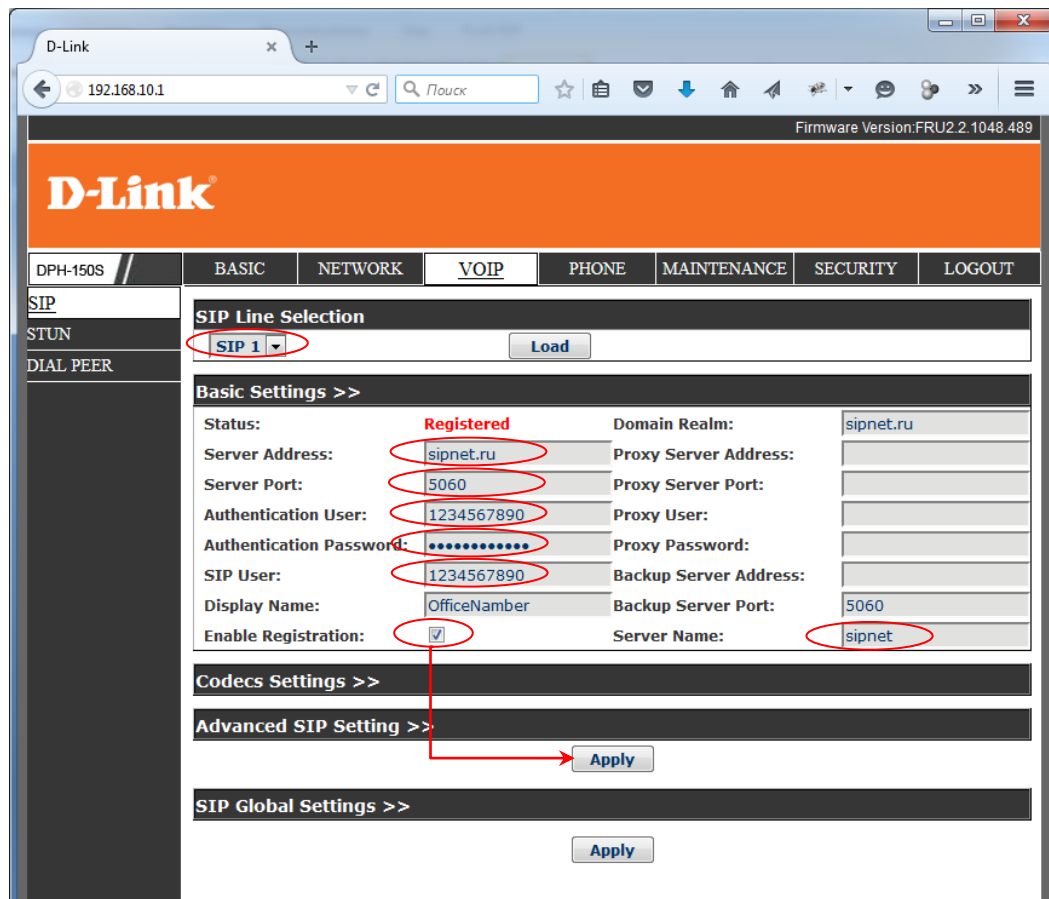 D-Link
192.168.10.1
Поиск
Firmware Version:FRU2.2.1048.489
D-Link®
DPH-150S BASIC NETWORK VOIP PHONE MAINTENANCE SECURITY LOGOUT
SIP
STUN
DIAL PEER
SIP Line Selection
SIP 1 Load
Basic Settings >>
Status: Registered Domain Realm: sipnet.ru
Server Address: sipnet.ru Proxy Server Address:
Server Port: 5060 Proxy Server Port:
Authentication User: 1234567890 Proxy User:
Authentication Password: •••••••••••• Proxy Password:
SIP User: 1234567890 Backup Server Address:
Display Name: OfficeNamber Backup Server Port: 5060
Enable Registration: Server Name: sipnet
Codecs Settings >>
Advanced SIP Setting >>
Apply
SIP Global Settings >>
Apply